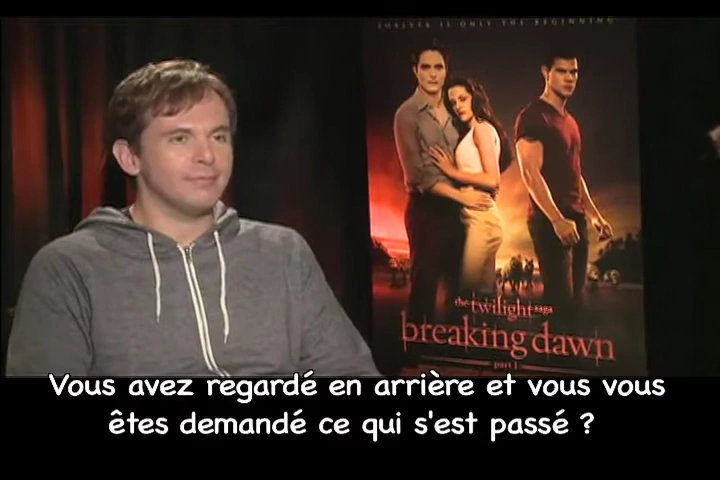 FOREVER IS ONLY THE BEGINNING
the twilight saga
breaking dawn
part 1
Vous avez regardé en arrière et vous vous
êtes demandé ce qui s'est passé ?